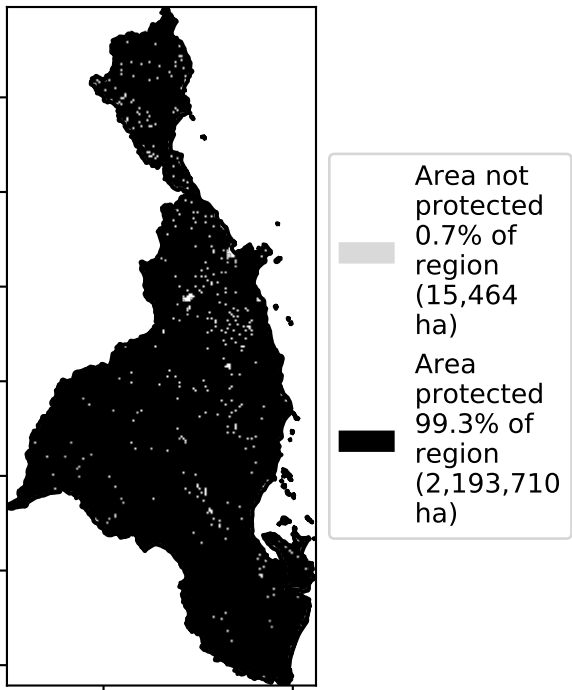 Area not
protected
0.7% of
region
(15,464
ha)
Area
protected
99.3% of
region
(2,193,710
ha)